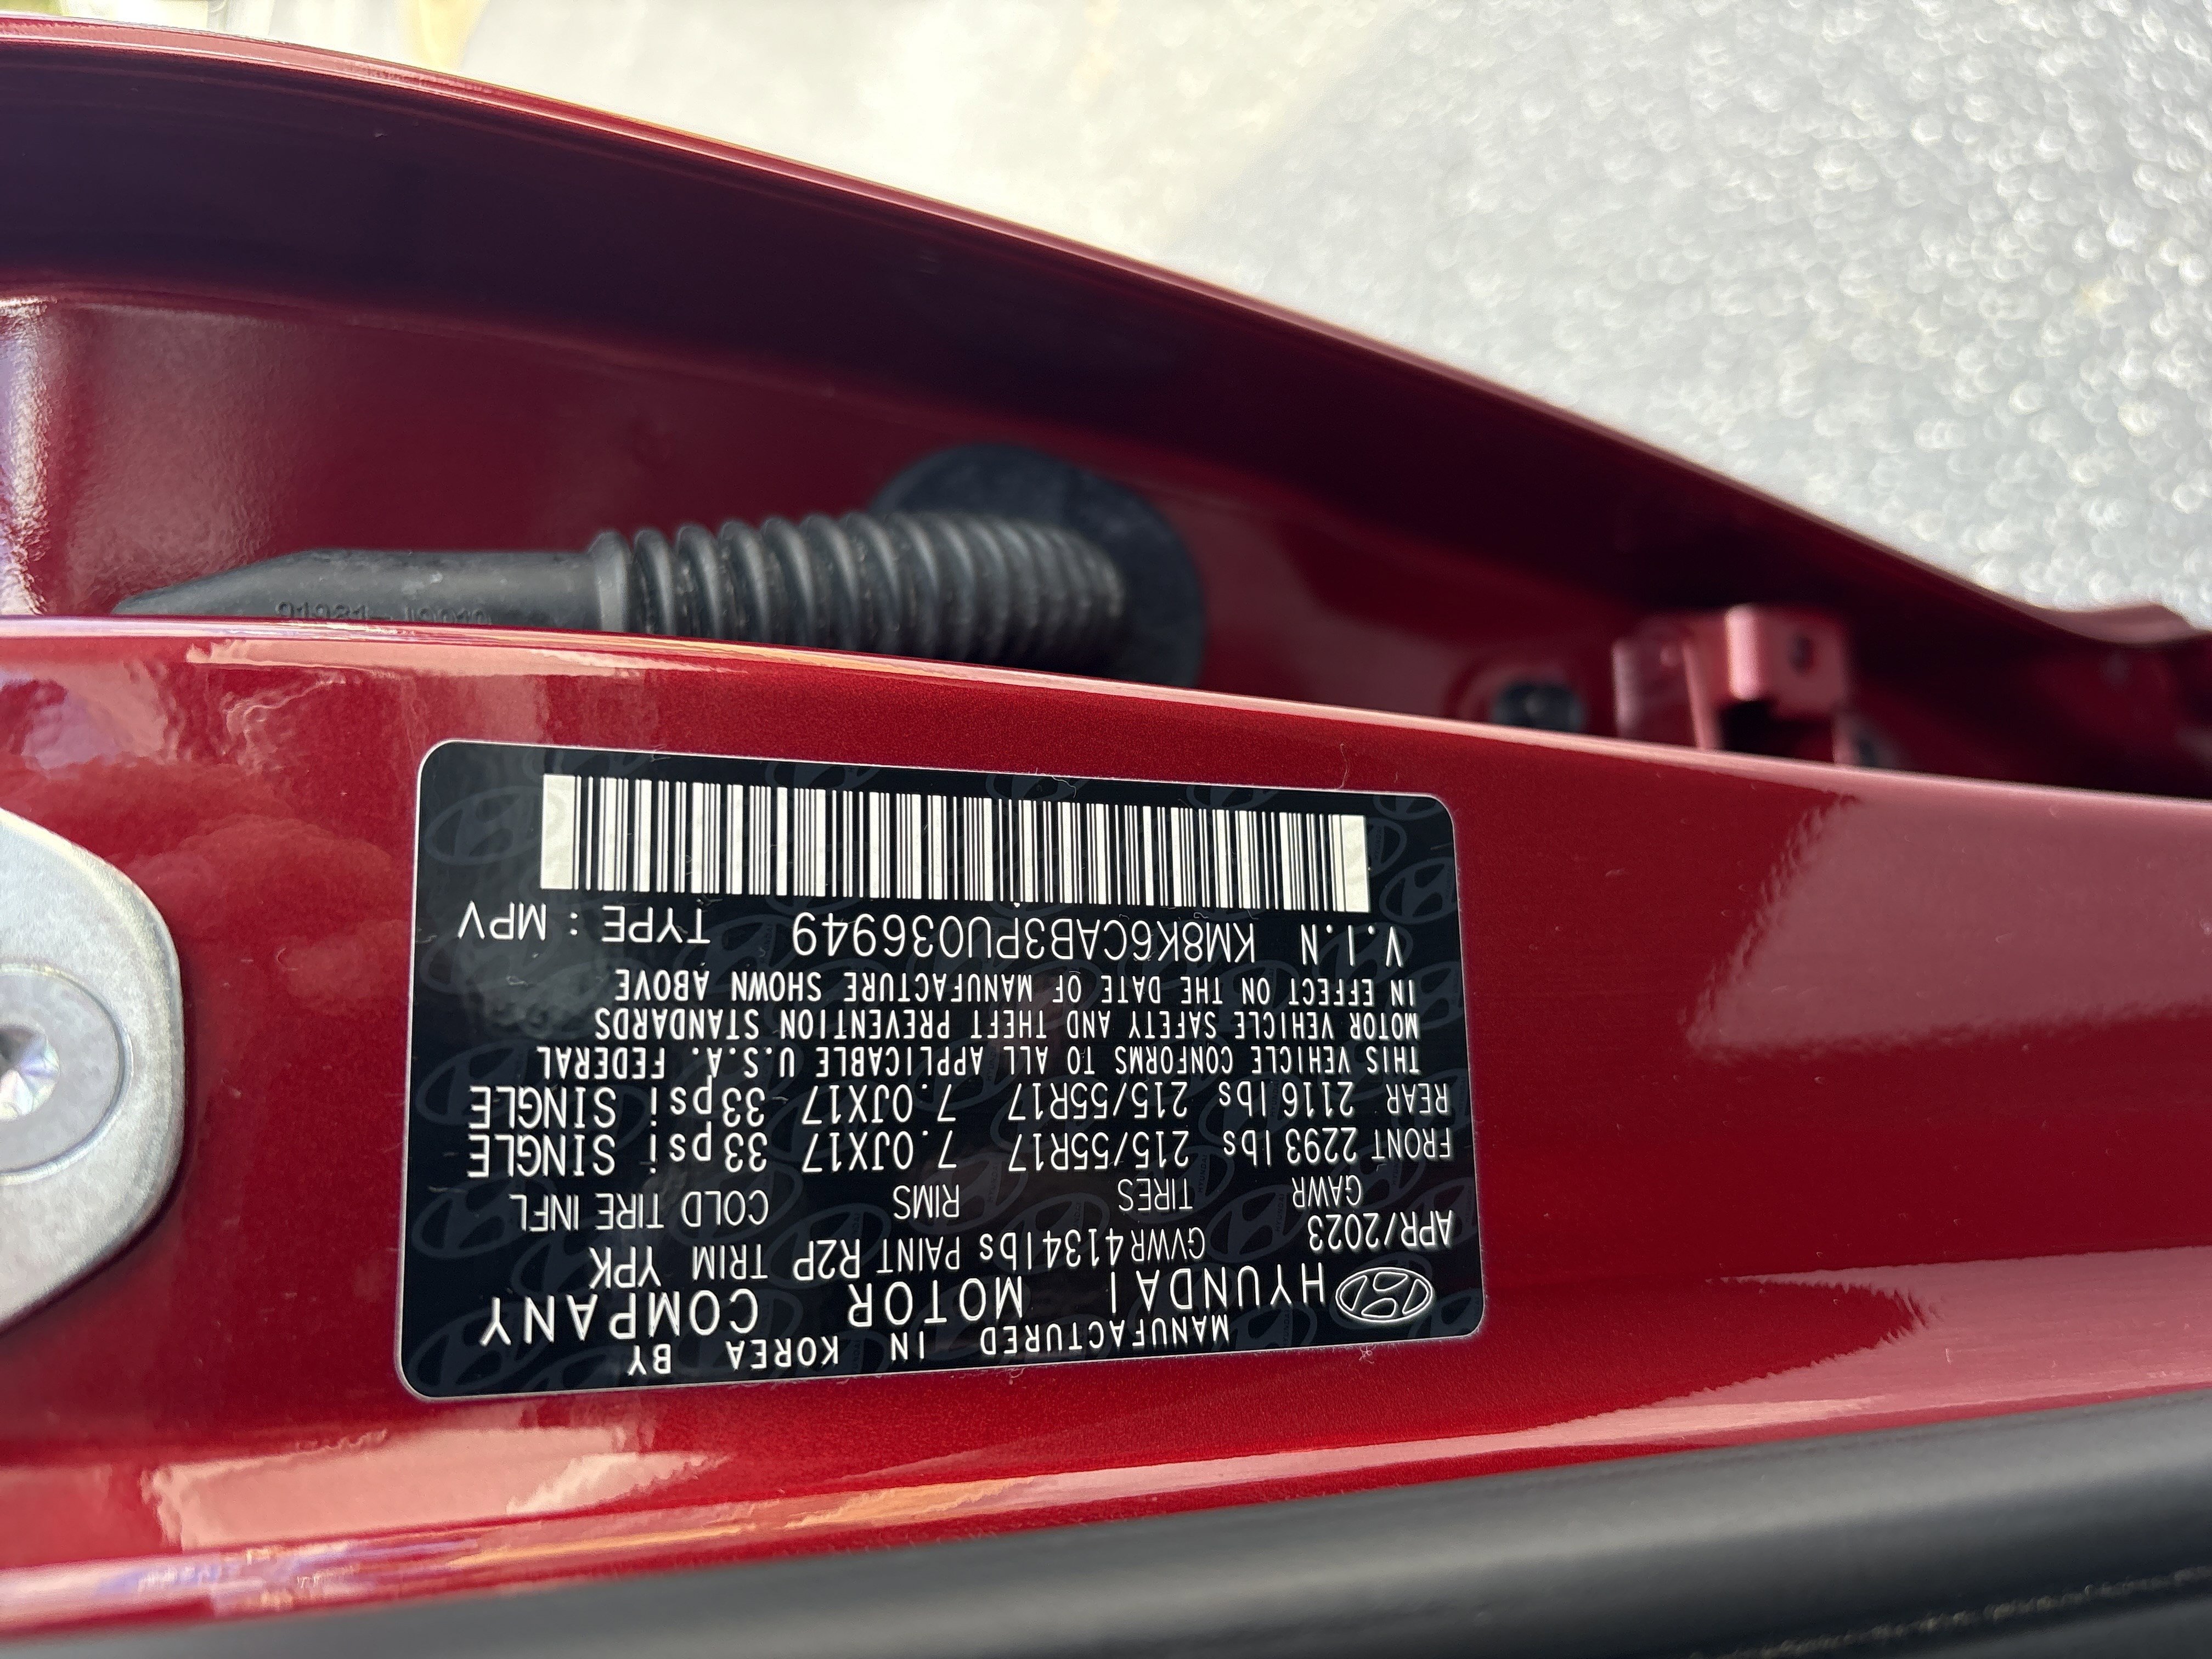 MANUFACTURED IN KOREA BY
HYUNDAI MOTOR COMPANY
APR/2023 GVWR 4134lbs PAINT R2P TRIM YPK
GAWR TIRES RIMS COLD TIRE INFL
FRONT 2293 lbs 215/55R17 7.0JX17 33psi SINGLE
REAR 2116 lbs 215/55R17 7.0JX17 33psi SINGLE
THIS VEHICLE CONFORMS TO ALL APPLICABLE U.S.A. FEDERAL
MOTOR VEHICLE SAFETY AND THEFT PREVENTION STANDARDS
IN EFFECT ON THE DATE OF MANUFACTURE SHOWN ABOVE
V.I.N KM8K6CAB3PU036949 TYPE : MPV